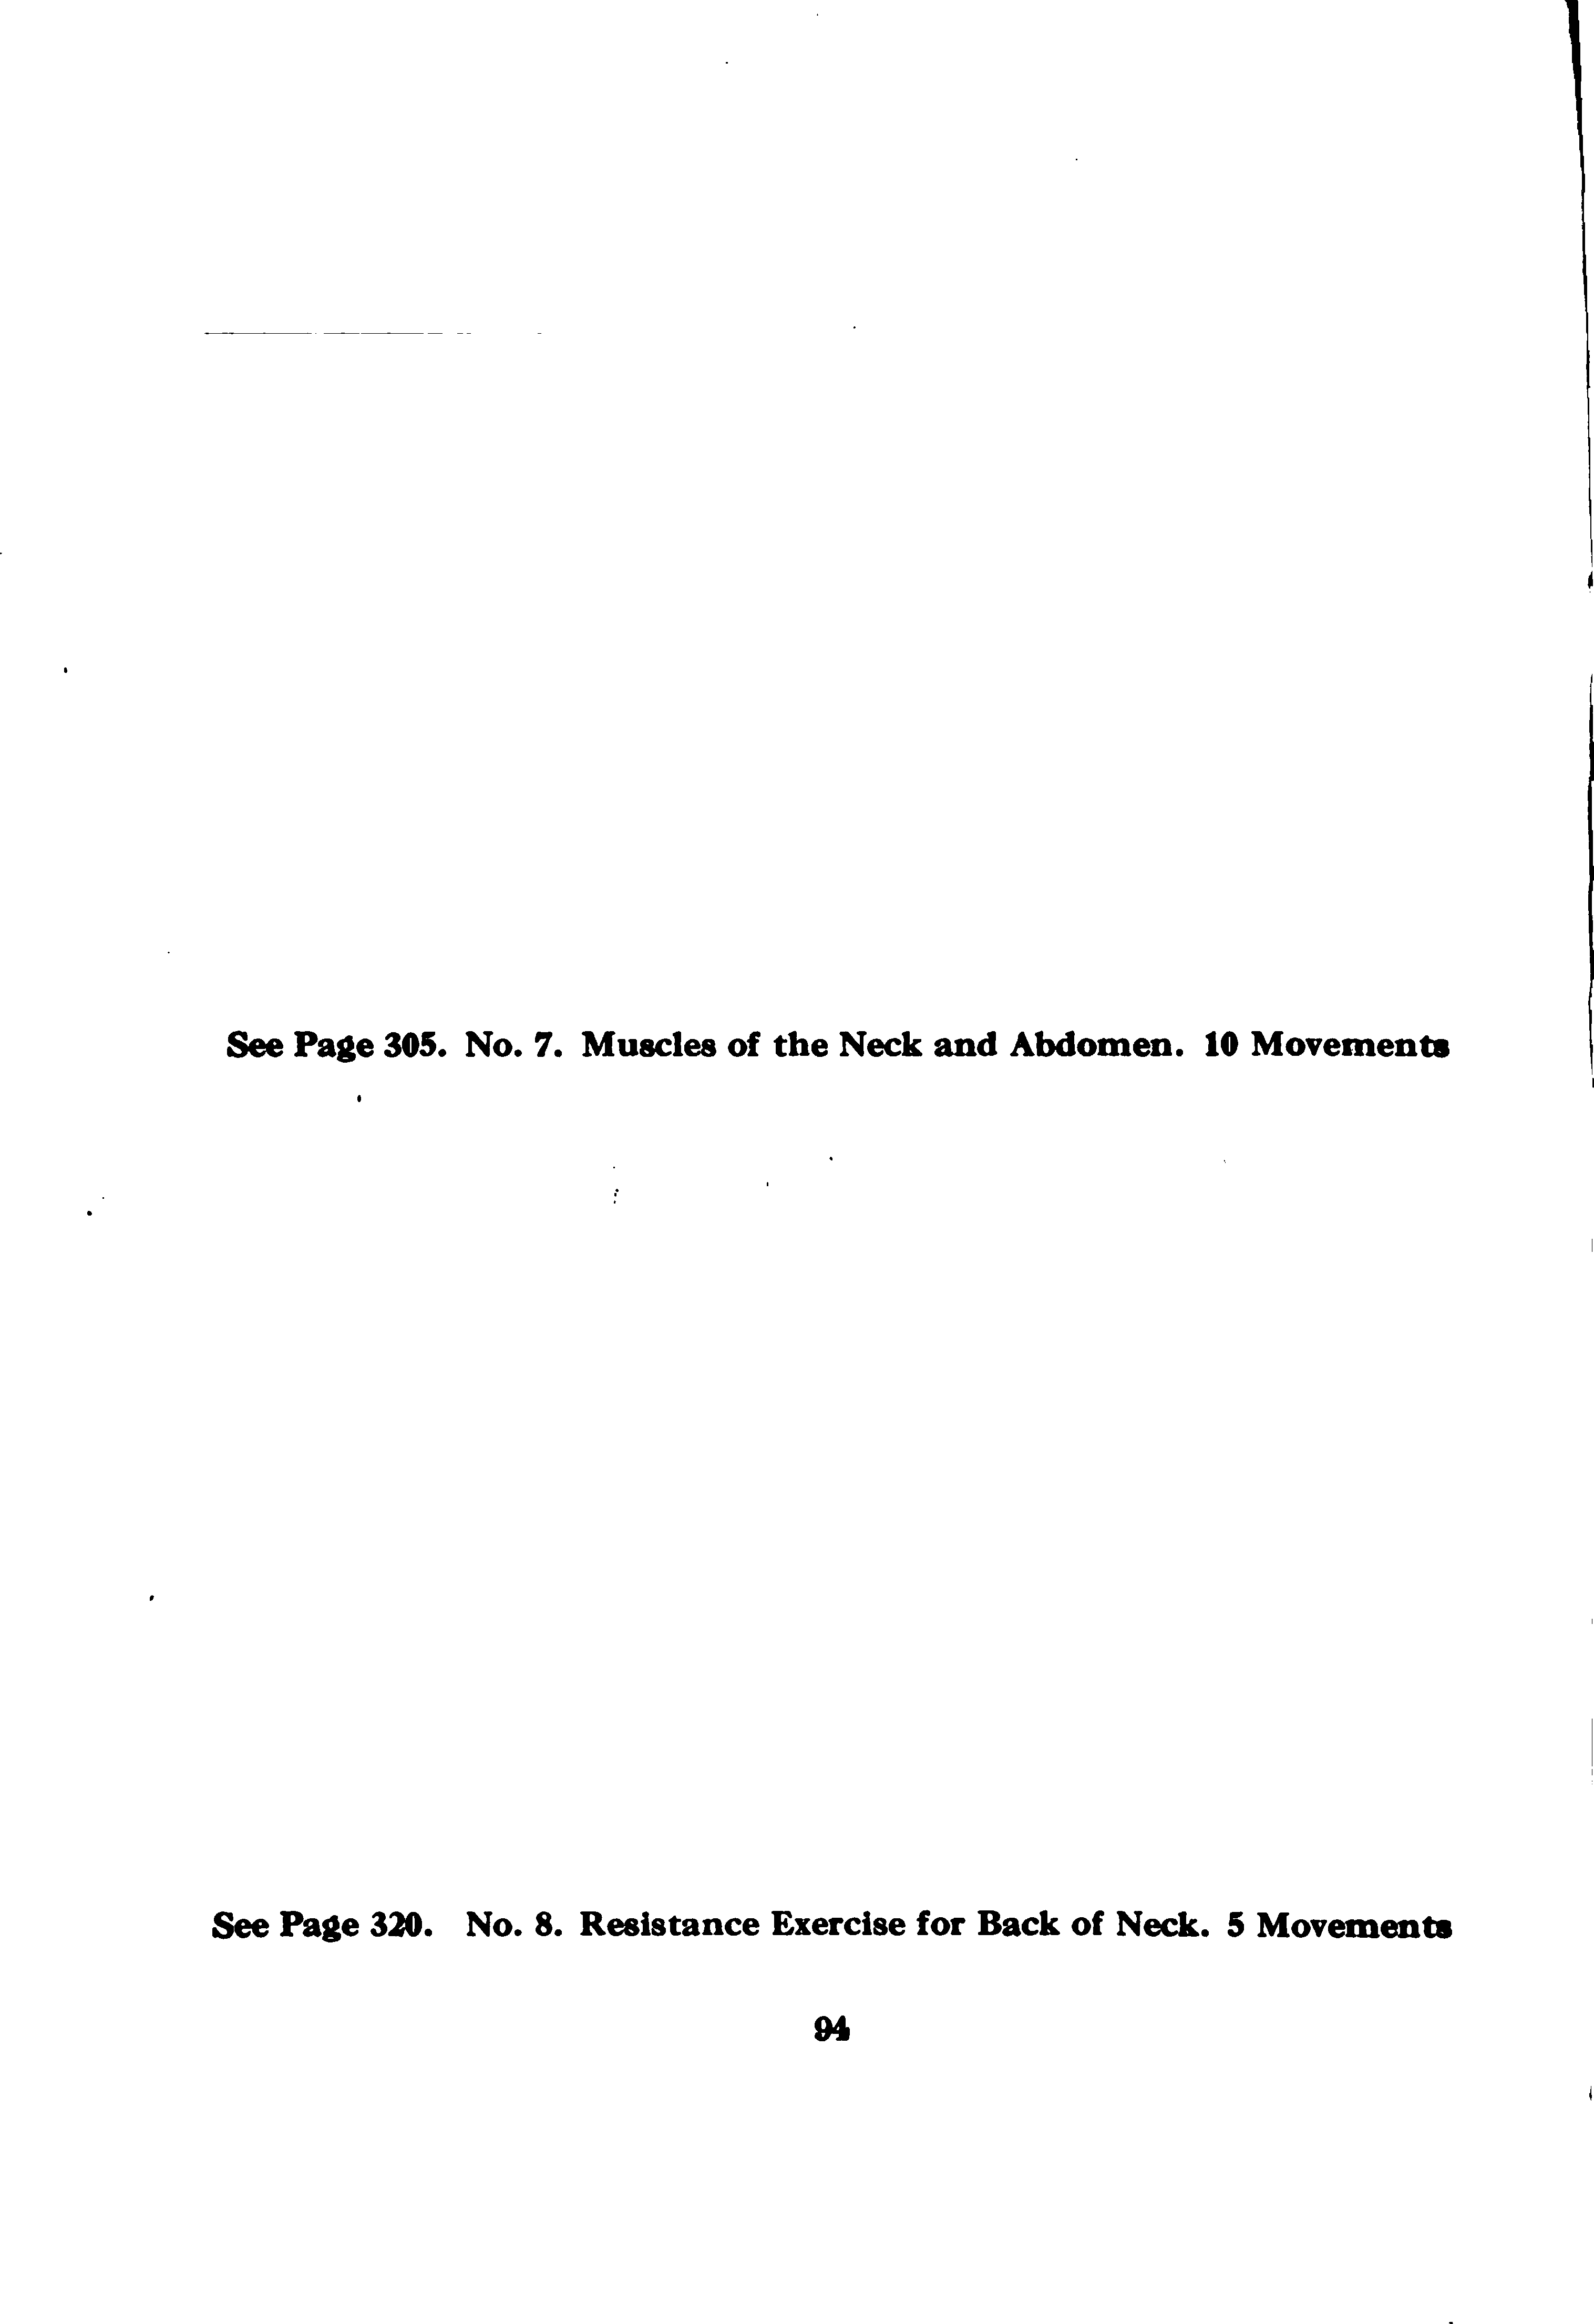 See Page 305. No. 7. Muscles of the Neck and Abdomen. 10 Movements
See Page 320. No. 8. Resistance Exercise for Back of Neck. 5 Movements
94